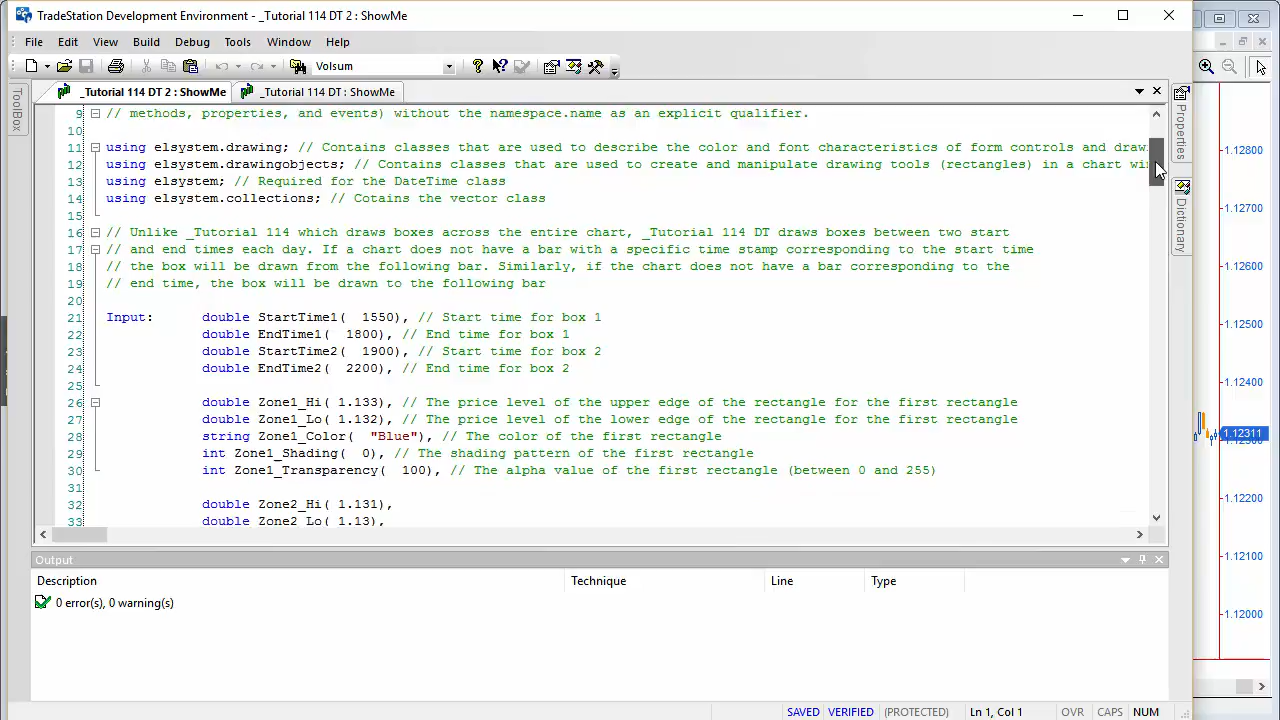 TradeStation Development Environment - _Tutorial 114 DT 2 : ShowMe
File Edit View Build Debug Tools Window Help
Volsum
_Tutorial 114 DT 2 : ShowMe _Tutorial 114 DT : ShowMe
ToolBox
Properties
Dictionary
9 // methods, properties, and events) without the namespace.name as an explicit qualifier.
10
11 using elsystem.drawing; // Contains classes that are used to describe the color and font characteristics of form controls and draw
12 using elsystem.drawingobjects; // Contains classes that are used to create and manipulate drawing tools (rectangles) in a chart wi
13 using elsystem; // Required for the DateTime class
14 using elsystem.collections; // Cotains the vector class
15
16 // Unlike _Tutorial 114 which draws boxes across the entire chart, _Tutorial 114 DT draws boxes between two start
17 // and end times each day. If a chart does not have a bar with a specific time stamp corresponding to the start time
18 // the box will be drawn from the following bar. Similarly, if the chart does not have a bar corresponding to the
19 // end time, the box will be drawn to the following bar
20
21 Input: double StartTime1( 1550), // Start time for box 1
22 double EndTime1( 1800), // End time for box 1
23 double StartTime2( 1900), // Start time for box 2
24 double EndTime2( 2200), // End time for box 2
25
26 double Zone1_Hi( 1.133), // The price level of the upper edge of the rectangle for the first rectangle
27 double Zone1_Lo( 1.132), // The price level of the lower edge of the rectangle for the first rectangle
28 string Zone1_Color( "Blue"), // The color of the first rectangle
29 int Zone1_Shading( 0), // The shading pattern of the first rectangle
30 int Zone1_Transparency( 100), // The alpha value of the first rectangle (between 0 and 255)
31
32 double Zone2_Hi( 1.131),
33 double Zone2_Lo( 1.13),
Output
Description Technique Line Type
0 error(s), 0 warning(s)
SAVED VERIFIED (PROTECTED) Ln 1, Col 1 OVR CAPS NUM
1.12800
1.12700
1.12600
1.12500
1.12400
1.12311
1.12200
1.12100
1.12000